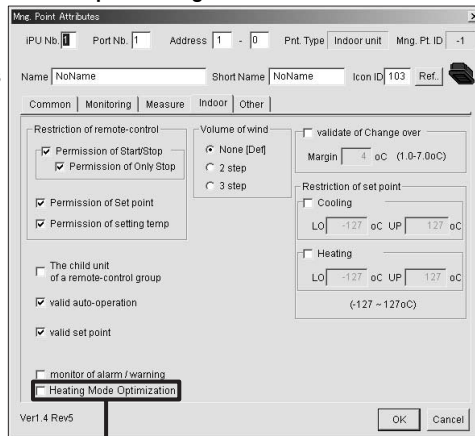 Mng. Point Attributes
iPU Nb. 1 Port Nb. 1 Address 1 - 0 Pnt. Type Indoor unit Mng. Pt. ID -1
Name NoName Short Name NoName Icon ID 103 Ref..
Common Monitoring Measure Indoor Other
Restriction of remote-control
Permission of Start/Stop
Permission of Only Stop
Permission of Set point
Permission of setting temp
The child unit
of a remote-control group
valid auto-operation
valid set point
monitor of alarm / warning
Heating Mode Optimization
Volume of wind
None [Def]
2 step
3 step
validate of Change over
Margin 4 oC (1.0-7.0oC)
Restriction of set point
Cooling
LO -127 oC UP 127 oC
Heating
LO -127 oC UP 127 oC
(-127 ~ 127oC)
Ver1.4 Rev5
OK Cancel